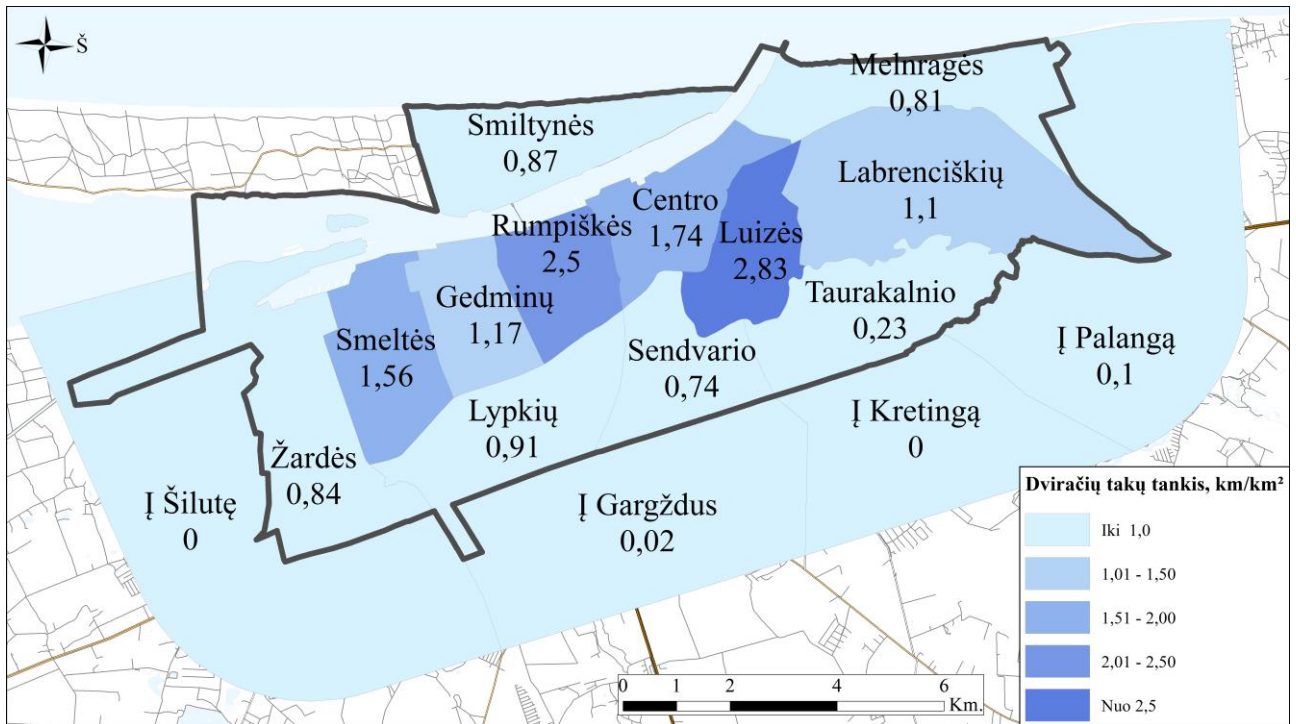 Š
Melnragės
0,81
Smiltynės
0,87
Labrenciškių
1,1
Centro
1,74
Rumpiškės
2,5
Luizės
2,83
Gedminų
1,17
Taurakalnio
0,23
Smeltės
1,56
Sendvario
0,74
Į Palangą
0,1
Lypkių
0,91
Į Kretingą
0
Žardės
0,84
Į Šilutę
0
Į Gargždus
0,02
Dviračių takų tankis, km/km²
Iki 1,0
1,01 - 1,50
1,51 - 2,00
2,01 - 2,50
Nuo 2,5
0 1 2 4 6
Km.